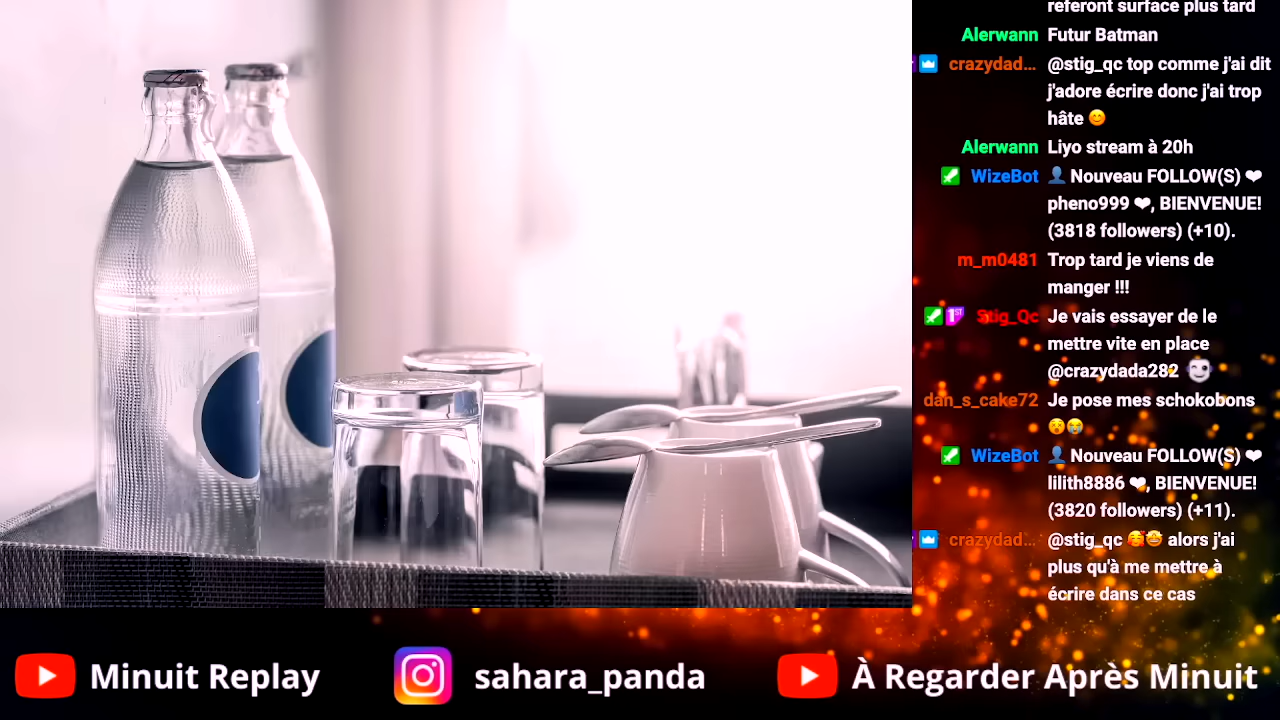 referont surface plus tard
Alerwann Futur Batman
crazydad... @stig_qc top comme j'ai dit
j'adore écrire donc j'ai trop
hâte 😊
Alerwann Liyo stream à 20h
WizeBot 👤 Nouveau FOLLOW(S) ❤
pheno999 ❤, BIENVENUE!
(3818 followers) (+10).
m_m0481 Trop tard je viens de
manger !!!
1ST Stig_Qc Je vais essayer de le
mettre vite en place
@crazydada282
dan_s_cake72 Je pose mes schokobons
😵😭
WizeBot 👤 Nouveau FOLLOW(S) ❤
lilith8886 ❤, BIENVENUE!
(3820 followers) (+11).
crazydad... @stig_qc 🥰🤩 alors j'ai
plus qu'à me mettre à
écrire dans ce cas
Minuit Replay sahara_panda À Regarder Après Minuit